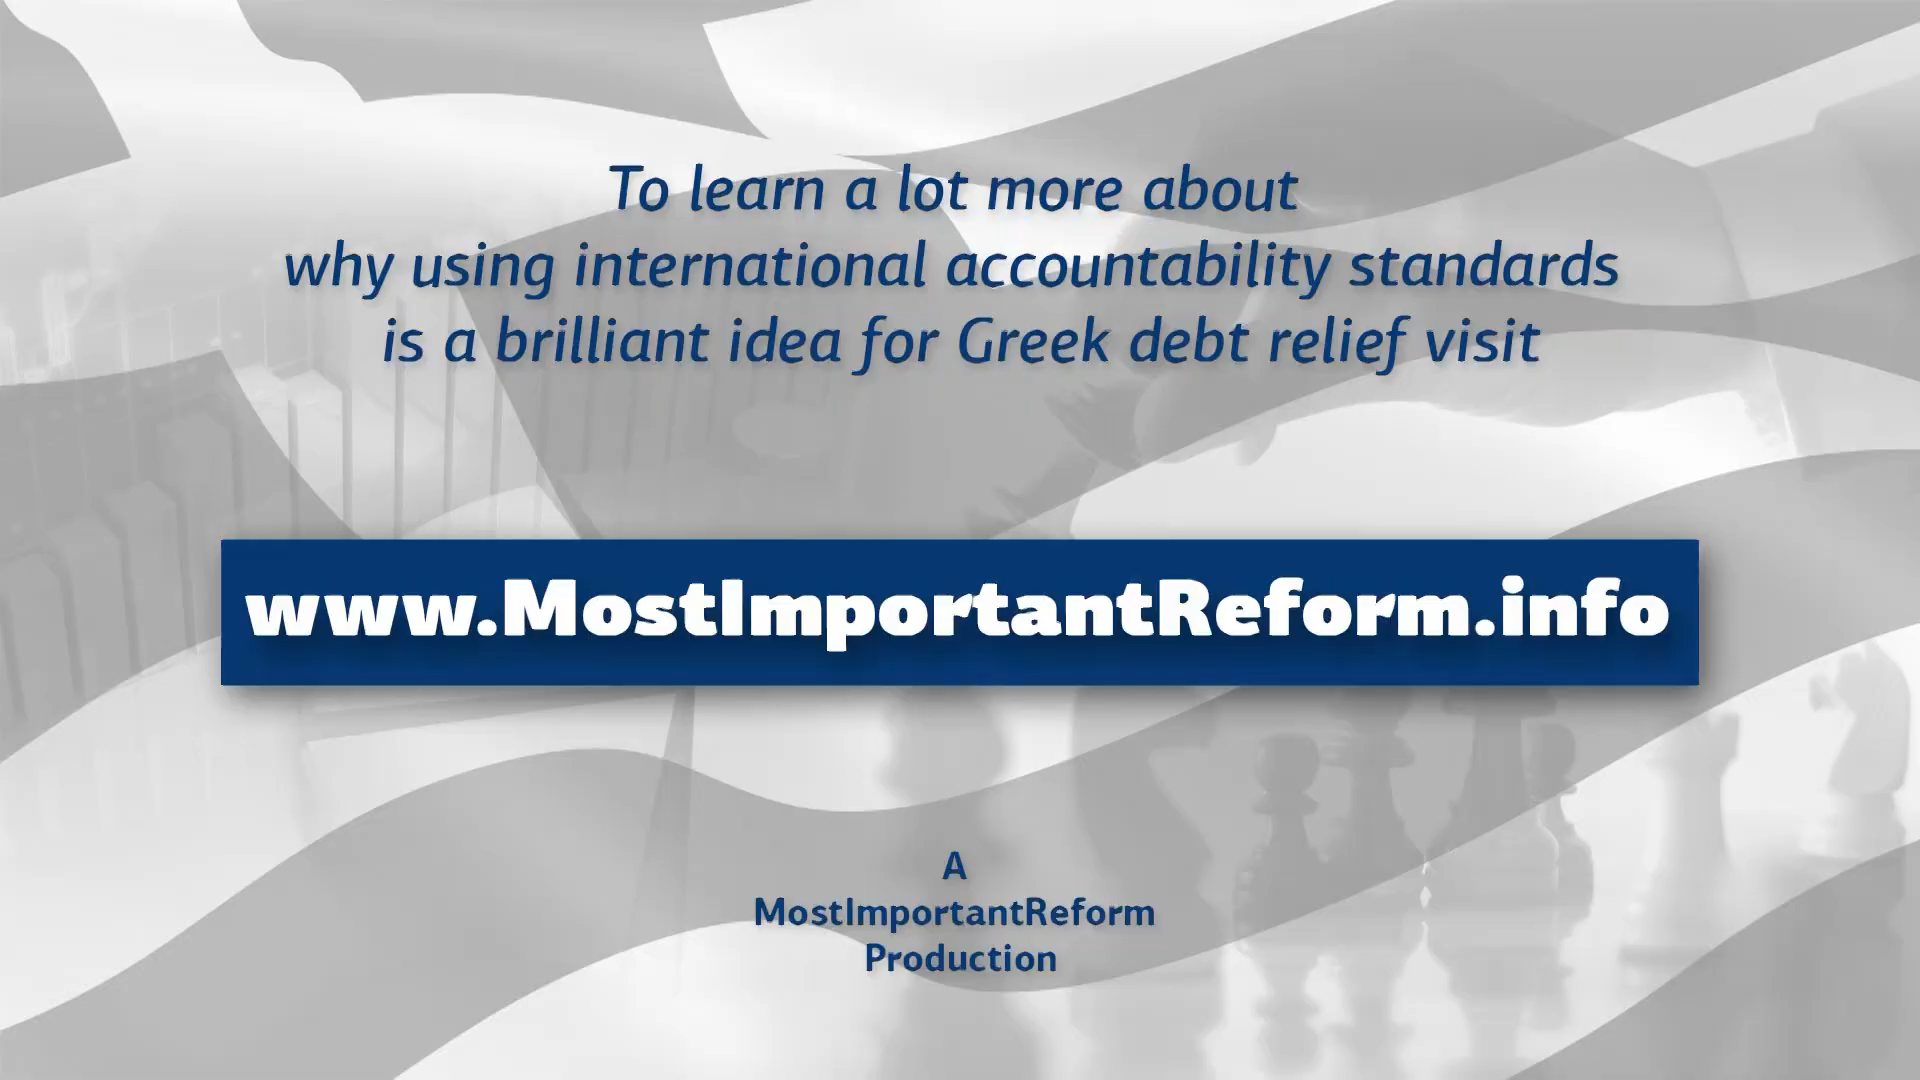 To learn a lot more about
why using international accountability standards
is a brilliant idea for Greek debt relief visit
www.MostImportantReform.info
A
MostImportantReform
Production